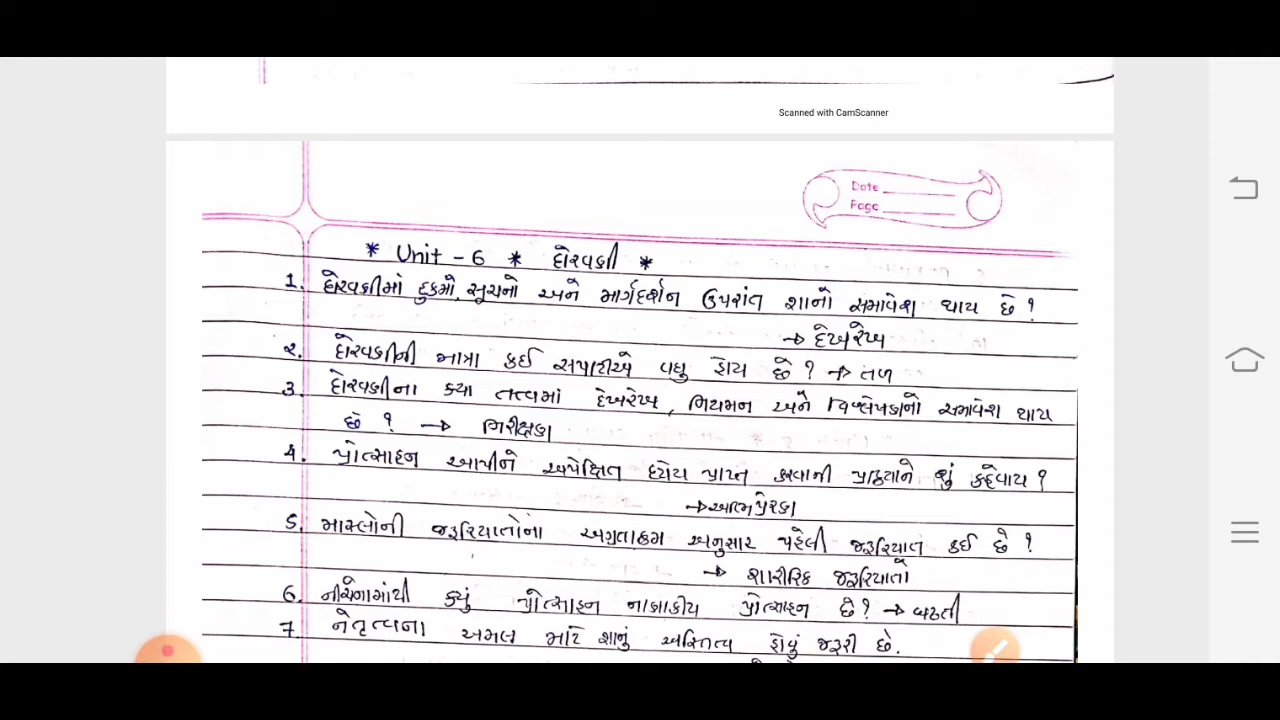 Scanned with CamScanner
Date
Page
* Unit - 6 * દોરવણી *
1. દોરવણીમાં હુકમો, સૂચનો અને માર્ગદર્શન ઉપરાંત શાનો સમાવેશ થાય છે ?
→ દેખરેખ
૨. દોરવણીની માત્રા કઈ સપાટીએ વધુ હોય છે ? → તળ
3. દોરવણીના ક્યા તત્વમાં દેખરેખ, નિયમન અને વિશ્લેષણનો સમાવેશ થાય
છે ? → નિરીક્ષણ
4. પ્રોત્સાહન આપીને અપેક્ષિત ધ્યેય પ્રાપ્ત કરવાની પ્રક્રિયાને શું કહેવાય ?
→ આત્મપ્રેરણા
5. માસ્લોની જરૂરિયાતોના અગ્રતાક્રમ અનુસાર પહેલી જરૂરિયાત કઈ છે ?
→ શારીરિક જરૂરિયાતો
6. નીચેનામાંથી ક્યું પ્રોત્સાહન નાણાકીય પ્રોત્સાહન છે? → બઢતી
7. નેતૃત્વના અમલ માટે શાનું અસ્તિત્વ હોવું જરૂરી છે.